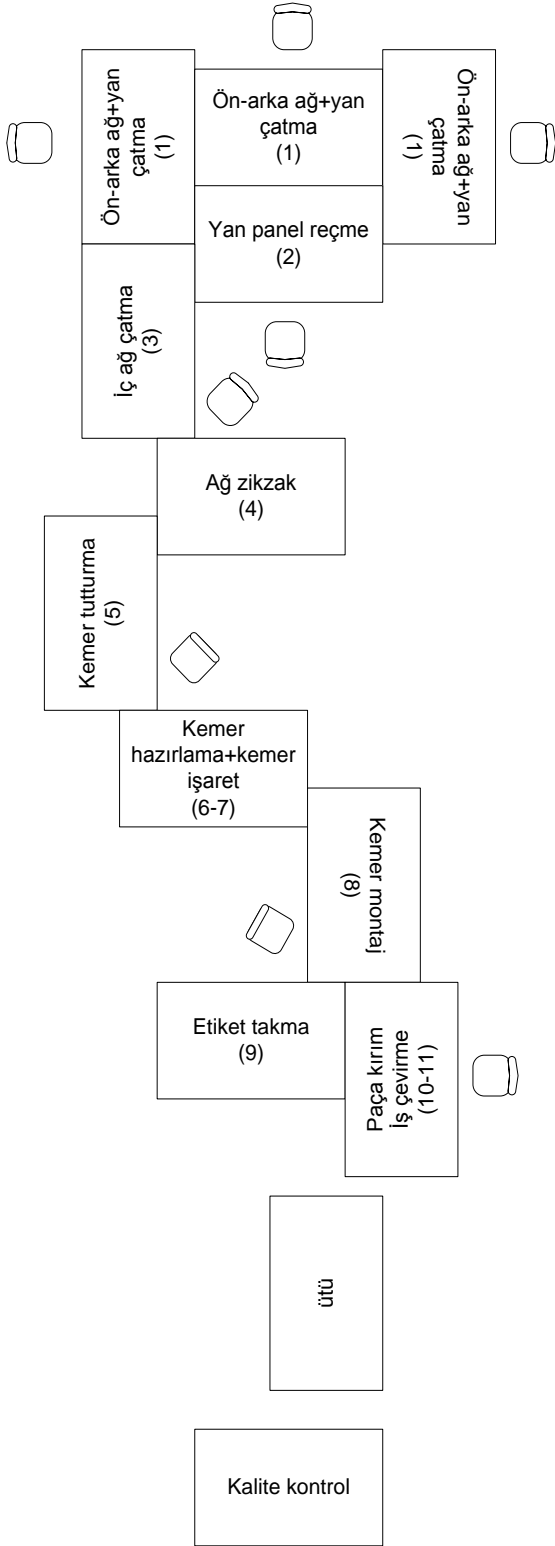 Ön-arka ağ+yan
çatma
(1)
Ön-arka ağ+yan
çatma
(1)
Ön-arka ağ+yan
çatma
(1)
Yan panel reçme
(2)
İç ağ çatma
(3)
Ağ zikzak
(4)
Kemer tutturma
(5)
Kemer
hazırlama+kemer
işaret
(6-7)
Kemer montaj
(8)
Etiket takma
(9)
Paça kırım
İş çevirme
(10-11)
ütü
Kalite kontrol